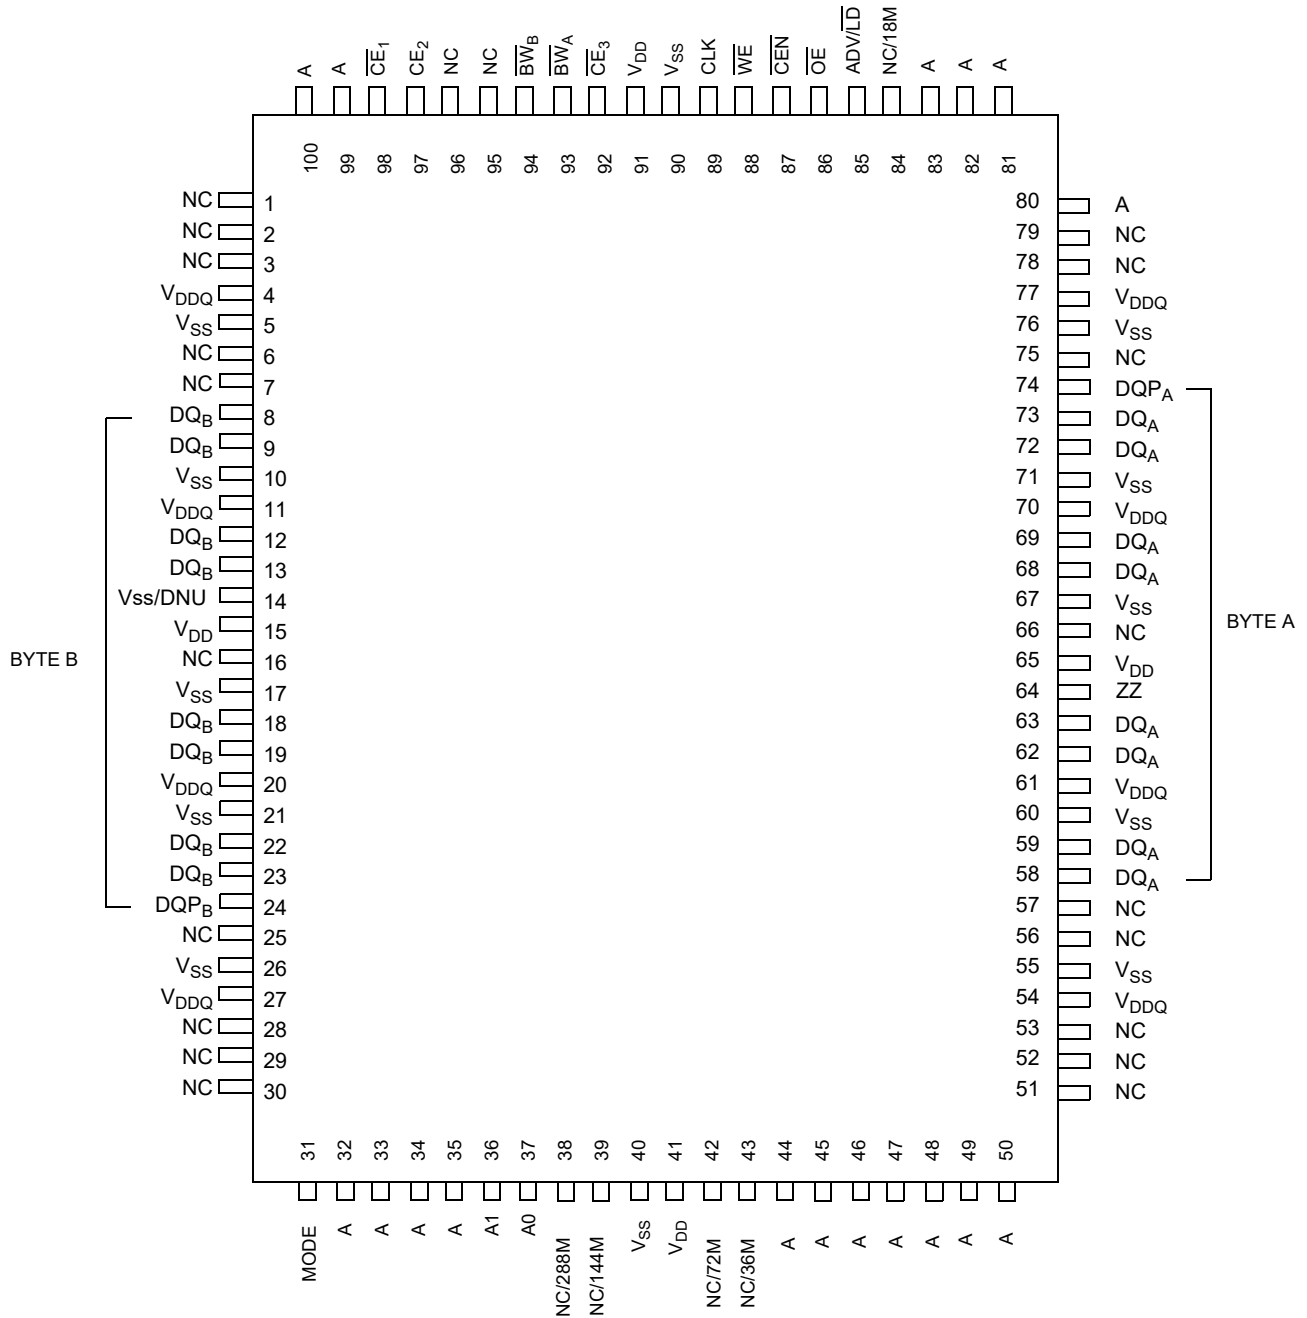 A
A
CE1
CE2
NC
NC
BWB
BWA
CE3
VDD
VSS
CLK
WE
CEN
OE
ADV/LD
NC/18M
A
A
A
100
99
98
97
96
95
94
93
92
91
90
89
88
87
86
85
84
83
82
81
NC 1
NC 2
NC 3
VDDQ 4
VSS 5
NC 6
NC 7
DQB 8
DQB 9
VSS 10
VDDQ 11
DQB 12
DQB 13
Vss/DNU 14
VDD 15
NC 16
VSS 17
DQB 18
DQB 19
VDDQ 20
VSS 21
DQB 22
DQB 23
DQPB 24
NC 25
VSS 26
VDDQ 27
NC 28
NC 29
NC 30
BYTE B
80 A
79 NC
78 NC
77 VDDQ
76 VSS
75 NC
74 DQPA
73 DQA
72 DQA
71 VSS
70 VDDQ
69 DQA
68 DQA
67 VSS
66 NC
65 VDD
64 ZZ
63 DQA
62 DQA
61 VDDQ
60 VSS
59 DQA
58 DQA
57 NC
56 NC
55 VSS
54 VDDQ
53 NC
52 NC
51 NC
BYTE A
31
32
33
34
35
36
37
38
39
40
41
42
43
44
45
46
47
48
49
50
MODE
A
A
A
A
A1
A0
NC/288M
NC/144M
VSS
VDD
NC/72M
NC/36M
A
A
A
A
A
A
A